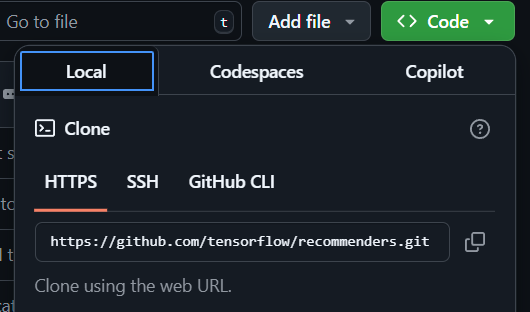 Go to file
t
Add file
Code
Local
Codespaces
Copilot
Clone
HTTPS
SSH
GitHub CLI
https://github.com/tensorflow/recommenders.git
Clone using the web URL.